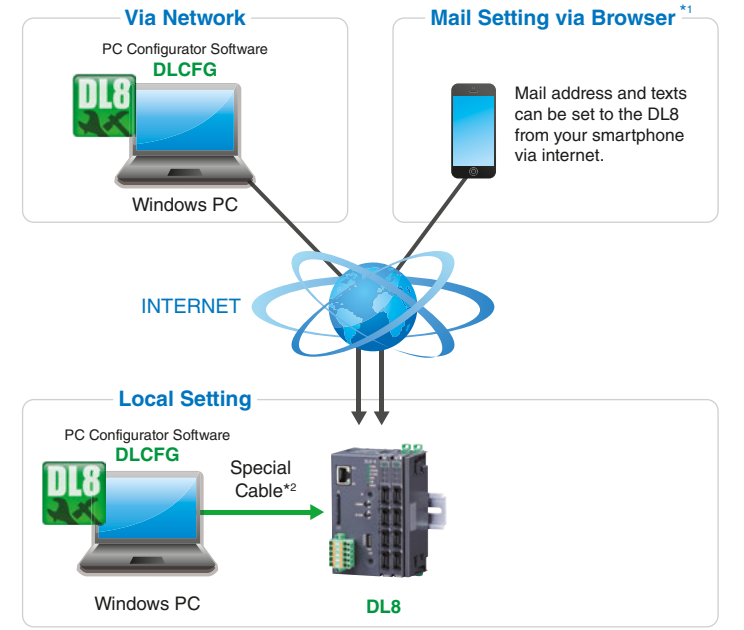 Via Network
PC Configurator Software
DLCFG
DL8
Windows PC
Mail Setting via Browser *1
Mail address and texts
can be set to the DL8
from your smartphone
via internet.
INTERNET
Local Setting
PC Configurator Software
DLCFG
DL8
Windows PC
Special
Cable*2
DL8